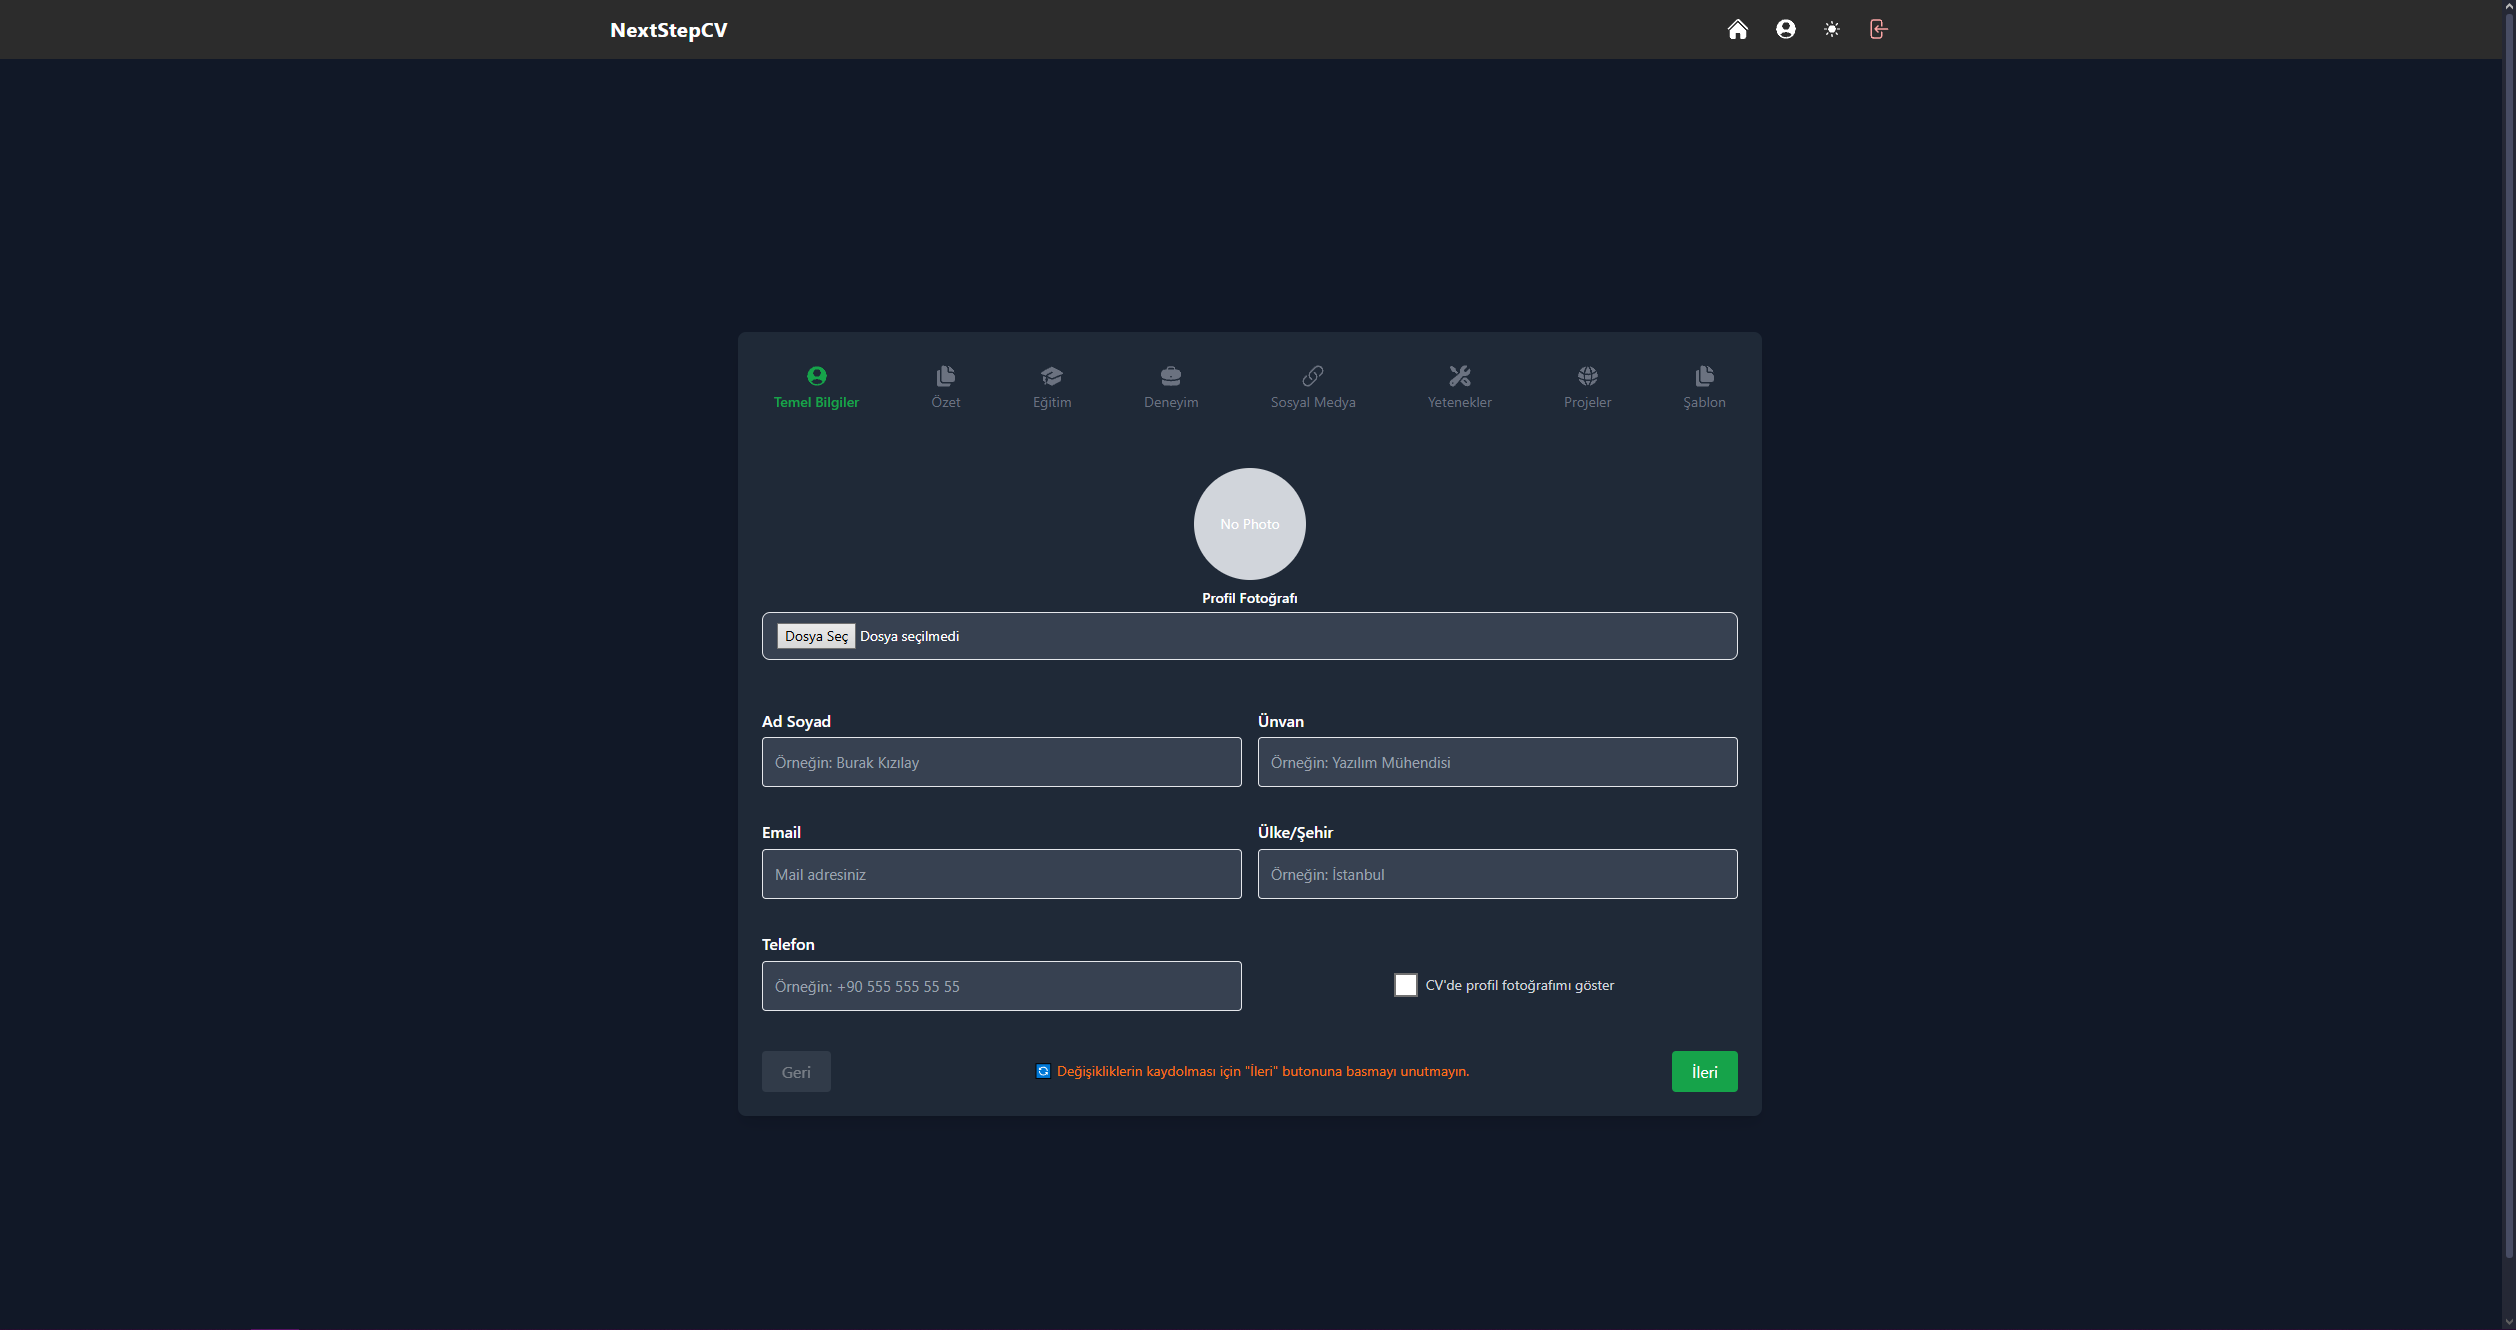 NextStepCV
Temel Bilgiler Özet Eğitim Deneyim Sosyal Medya Yetenekler Projeler Şablon
No Photo
Profil Fotoğrafı
Dosya Seç Dosya seçilmedi
Ad Soyad Ünvan
Örneğin: Burak Kızılay Örneğin: Yazılım Mühendisi
Email Ülke/Şehir
Mail adresiniz Örneğin: İstanbul
Telefon
Örneğin: +90 555 555 55 55 CV'de profil fotoğrafımı göster
Geri Değişikliklerin kaydolması için "İleri" butonuna basmayı unutmayın. İleri